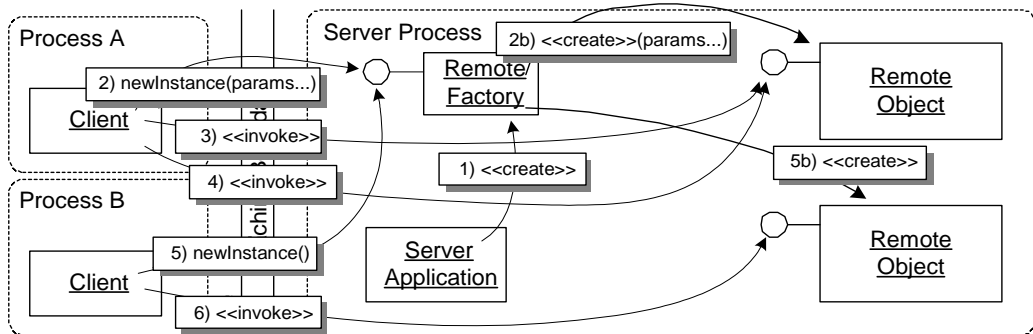 Process A
Server Process
2b) <<create>>(params...)
2) newInstance(params...)
Remote
Factory
Remote
Object
Client
3) <<invoke>>
1) <<create>>
5b) <<create>>
4) <<invoke>>
Process B
5) newInstance()
Server
Application
Remote
Object
Client
6) <<invoke>>